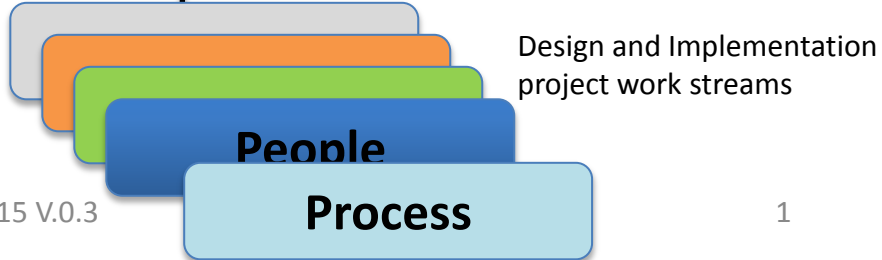 Design and Implementation
project work streams
People
Process
15 V.0.3
1